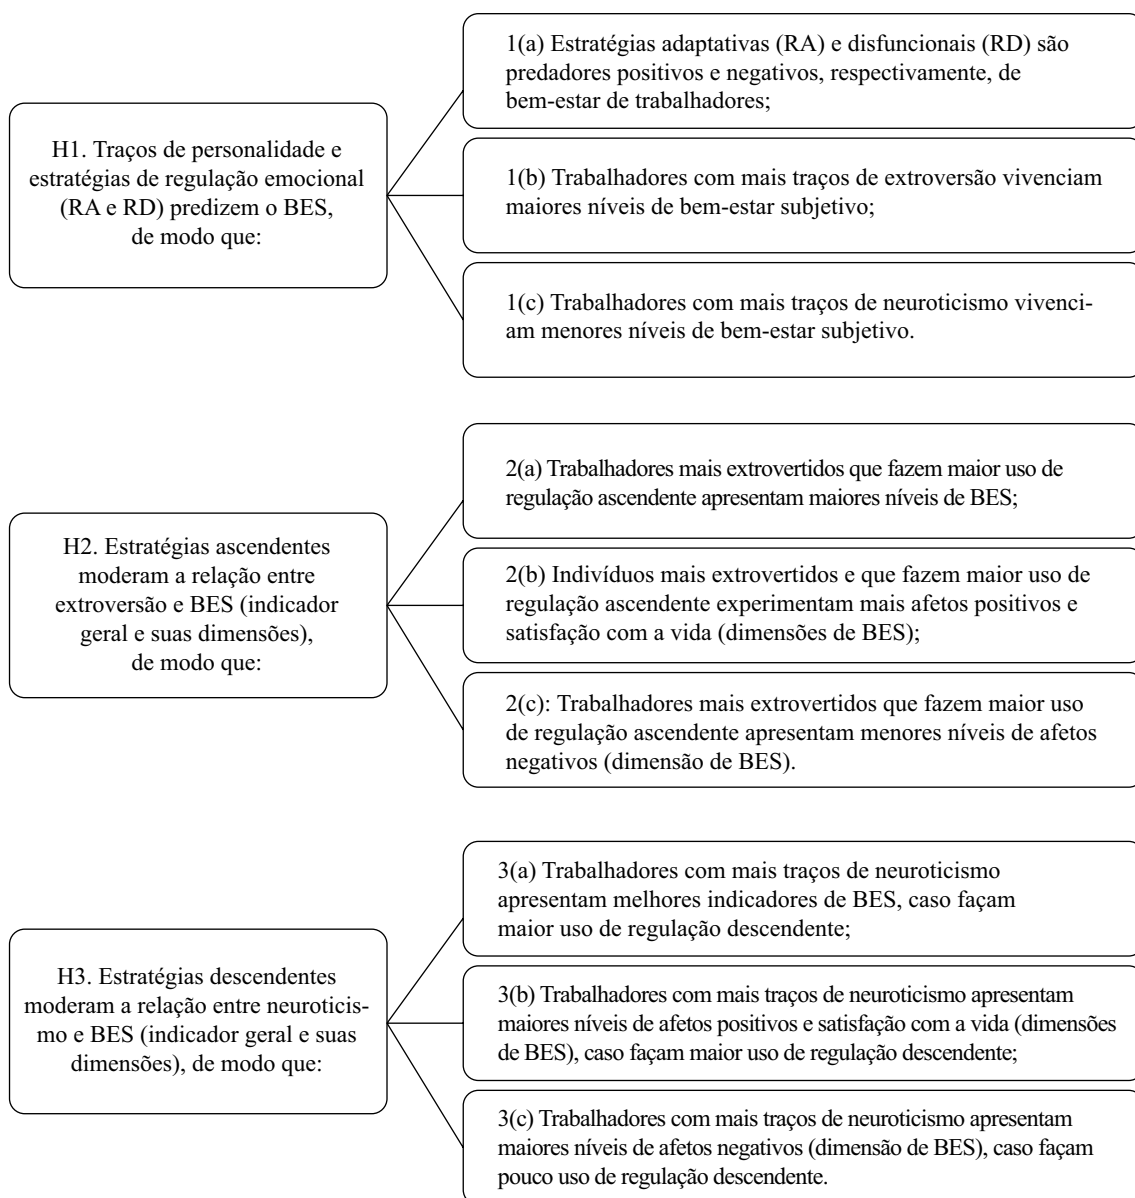 H1. Traços de personalidade e
estratégias de regulação emocional
(RA e RD) predizem o BES,
de modo que:
1(a) Estratégias adaptativas (RA) e disfuncionais (RD) são
predadores positivos e negativos, respectivamente, de
bem-estar de trabalhadores;
1(b) Trabalhadores com mais traços de extroversão vivenciam
maiores níveis de bem-estar subjetivo;
1(c) Trabalhadores com mais traços de neuroticismo vivenci-
am menores níveis de bem-estar subjetivo.
H2. Estratégias ascendentes
moderam a relação entre
extroversão e BES (indicador
geral e suas dimensões),
de modo que:
2(a) Trabalhadores mais extrovertidos que fazem maior uso de
regulação ascendente apresentam maiores níveis de BES;
2(b) Indivíduos mais extrovertidos e que fazem maior uso de
regulação ascendente experimentam mais afetos positivos e
satisfação com a vida (dimensões de BES);
2(c): Trabalhadores mais extrovertidos que fazem maior uso
de regulação ascendente apresentam menores níveis de afetos
negativos (dimensão de BES).
H3. Estratégias descendentes
moderam a relação entre neuroticis-
mo e BES (indicador geral e suas
dimensões), de modo que:
3(a) Trabalhadores com mais traços de neuroticismo
apresentam melhores indicadores de BES, caso façam
maior uso de regulação descendente;
3(b) Trabalhadores com mais traços de neuroticismo apresentam
maiores níveis de afetos positivos e satisfação com a vida (dimensões
de BES), caso façam maior uso de regulação descendente;
3(c) Trabalhadores com mais traços de neuroticismo apresentam
maiores níveis de afetos negativos (dimensão de BES), caso façam
pouco uso de regulação descendente.